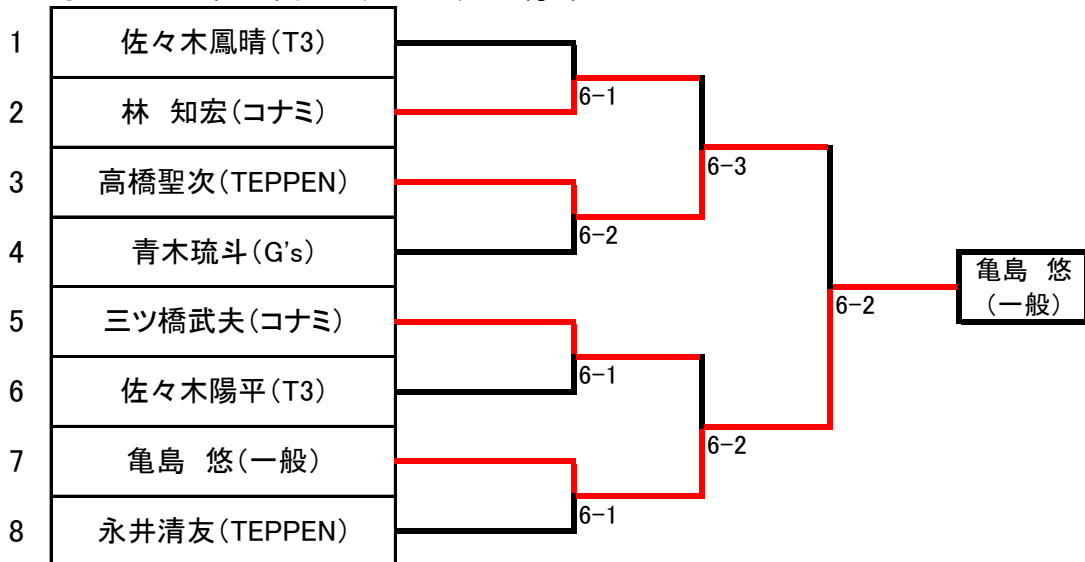 1 佐々木鳳晴(T3)
6-1
2 林 知宏(コナミ)
6-3
3 高橋聖次(TEPPEN)
6-2
4 青木琉斗(G's)
亀島 悠
(一般)
6-2
5 三ツ橋武夫(コナミ)
6-1
6 佐々木陽平(T3)
6-2
7 亀島 悠(一般)
6-1
8 永井清友(TEPPEN)